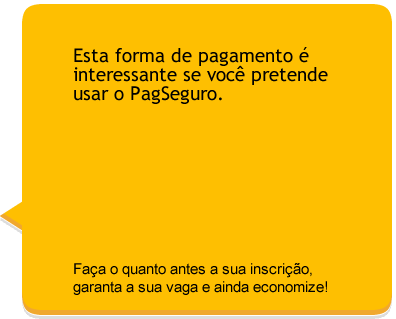 Esta forma de pagamento é
interessante se você pretende
usar o PagSeguro.
Faça o quanto antes a sua inscrição,
garanta a sua vaga e ainda economize!